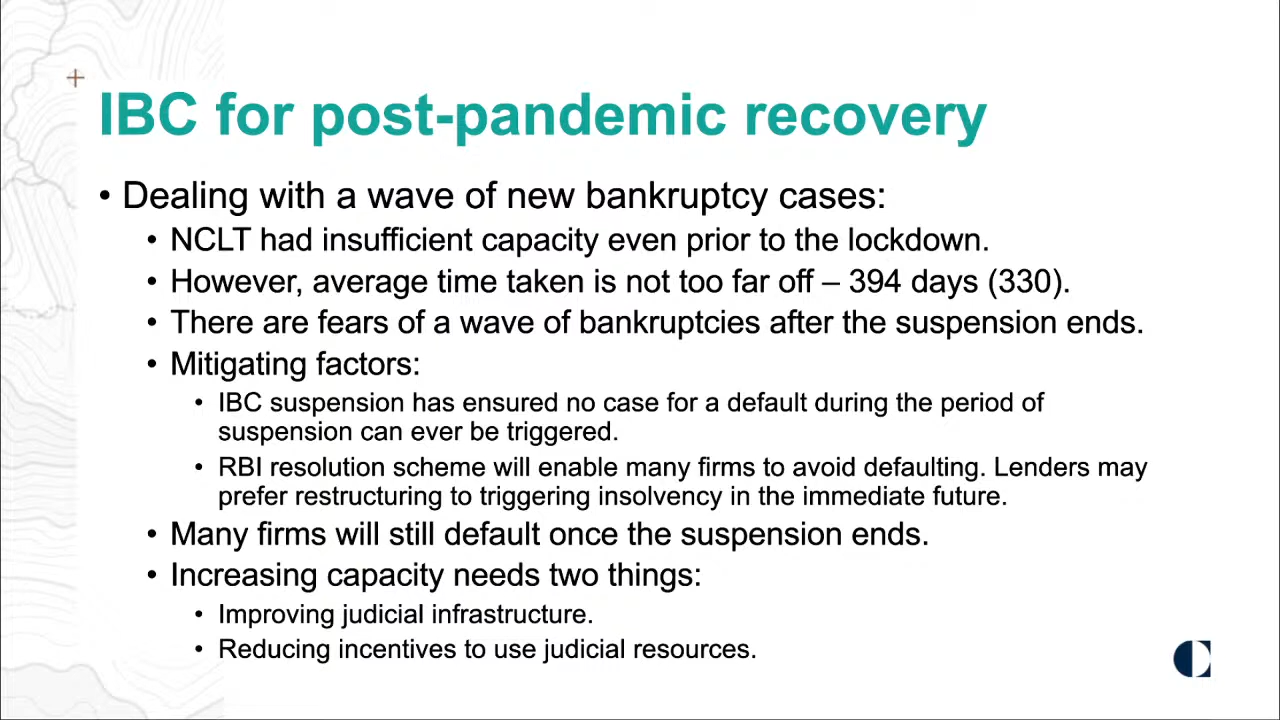 IBC for post-pandemic recovery
• Dealing with a wave of new bankruptcy cases:
• NCLT had insufficient capacity even prior to the lockdown.
• However, average time taken is not too far off – 394 days (330).
• There are fears of a wave of bankruptcies after the suspension ends.
• Mitigating factors:
• IBC suspension has ensured no case for a default during the period of
suspension can ever be triggered.
• RBI resolution scheme will enable many firms to avoid defaulting. Lenders may
prefer restructuring to triggering insolvency in the immediate future.
• Many firms will still default once the suspension ends.
• Increasing capacity needs two things:
• Improving judicial infrastructure.
• Reducing incentives to use judicial resources.